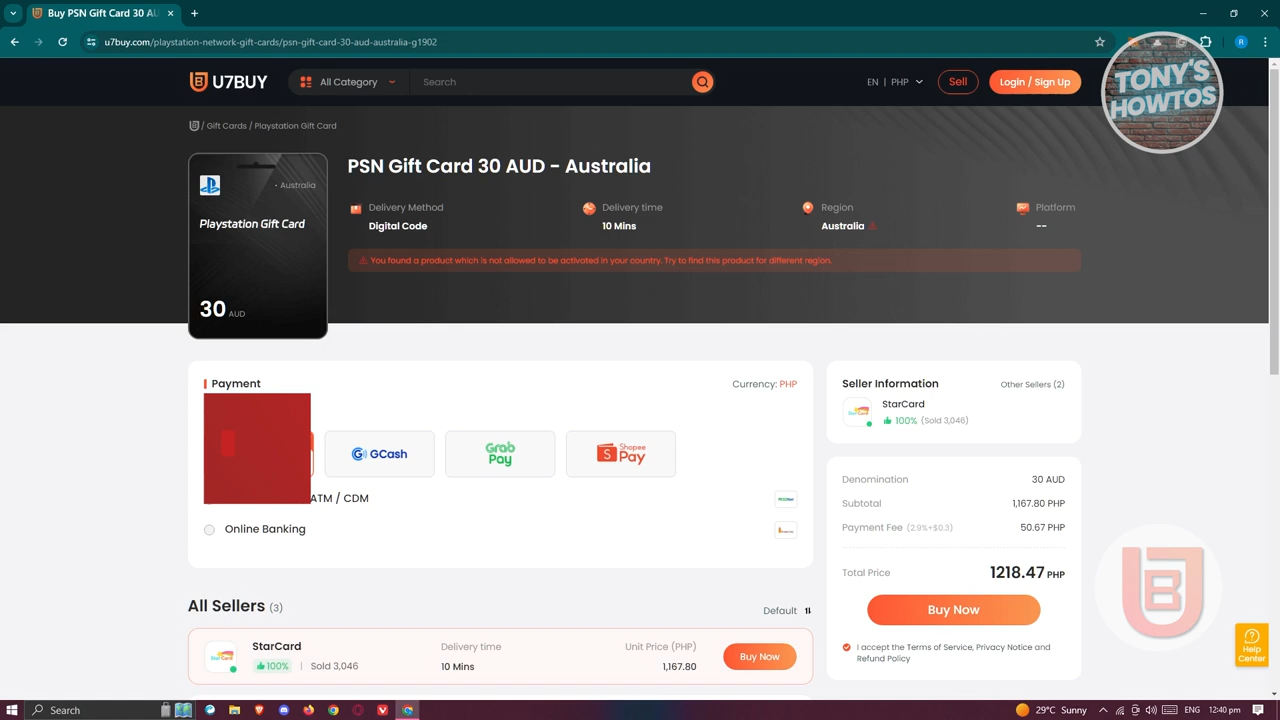 Buy PSN Gift Card 30 AU
u7buy.com/playstation-network-gift-cards/psn-gift-card-30-aud-australia-g1902
R
U7BUY
All Category
Search
EN | PHP
Sell
Login / Sign Up
TONY'S
HOWTOS
/ Gift Cards / Playstation Gift Card
PSN Gift Card 30 AUD - Australia
• Australia
Playstation Gift Card
30 AUD
Delivery Method
Digital Code
Delivery time
10 Mins
Region
Australia
Platform
--
You found a product which is not allowed to be activated in your country. Try to find this product for different region.
Payment
Currency: PHP
GCash
Grab
Pay
Shopee
Pay
ATM / CDM
Online Banking
Seller Information
Other Sellers (2)
StarCard
100% (Sold 3,046)
Denomination 30 AUD
Subtotal 1,167.80 PHP
Payment Fee (2.9%+$0.3) 50.67 PHP
Total Price 1218.47 PHP
Buy Now
I accept the Terms of Service, Privacy Notice and
Refund Policy
All Sellers (3)
Default
StarCard
100% | Sold 3,046
Delivery time
10 Mins
Unit Price (PHP)
1,167.80
Buy Now
Help
Center
Search
29°C Sunny
ENG
12:40 pm